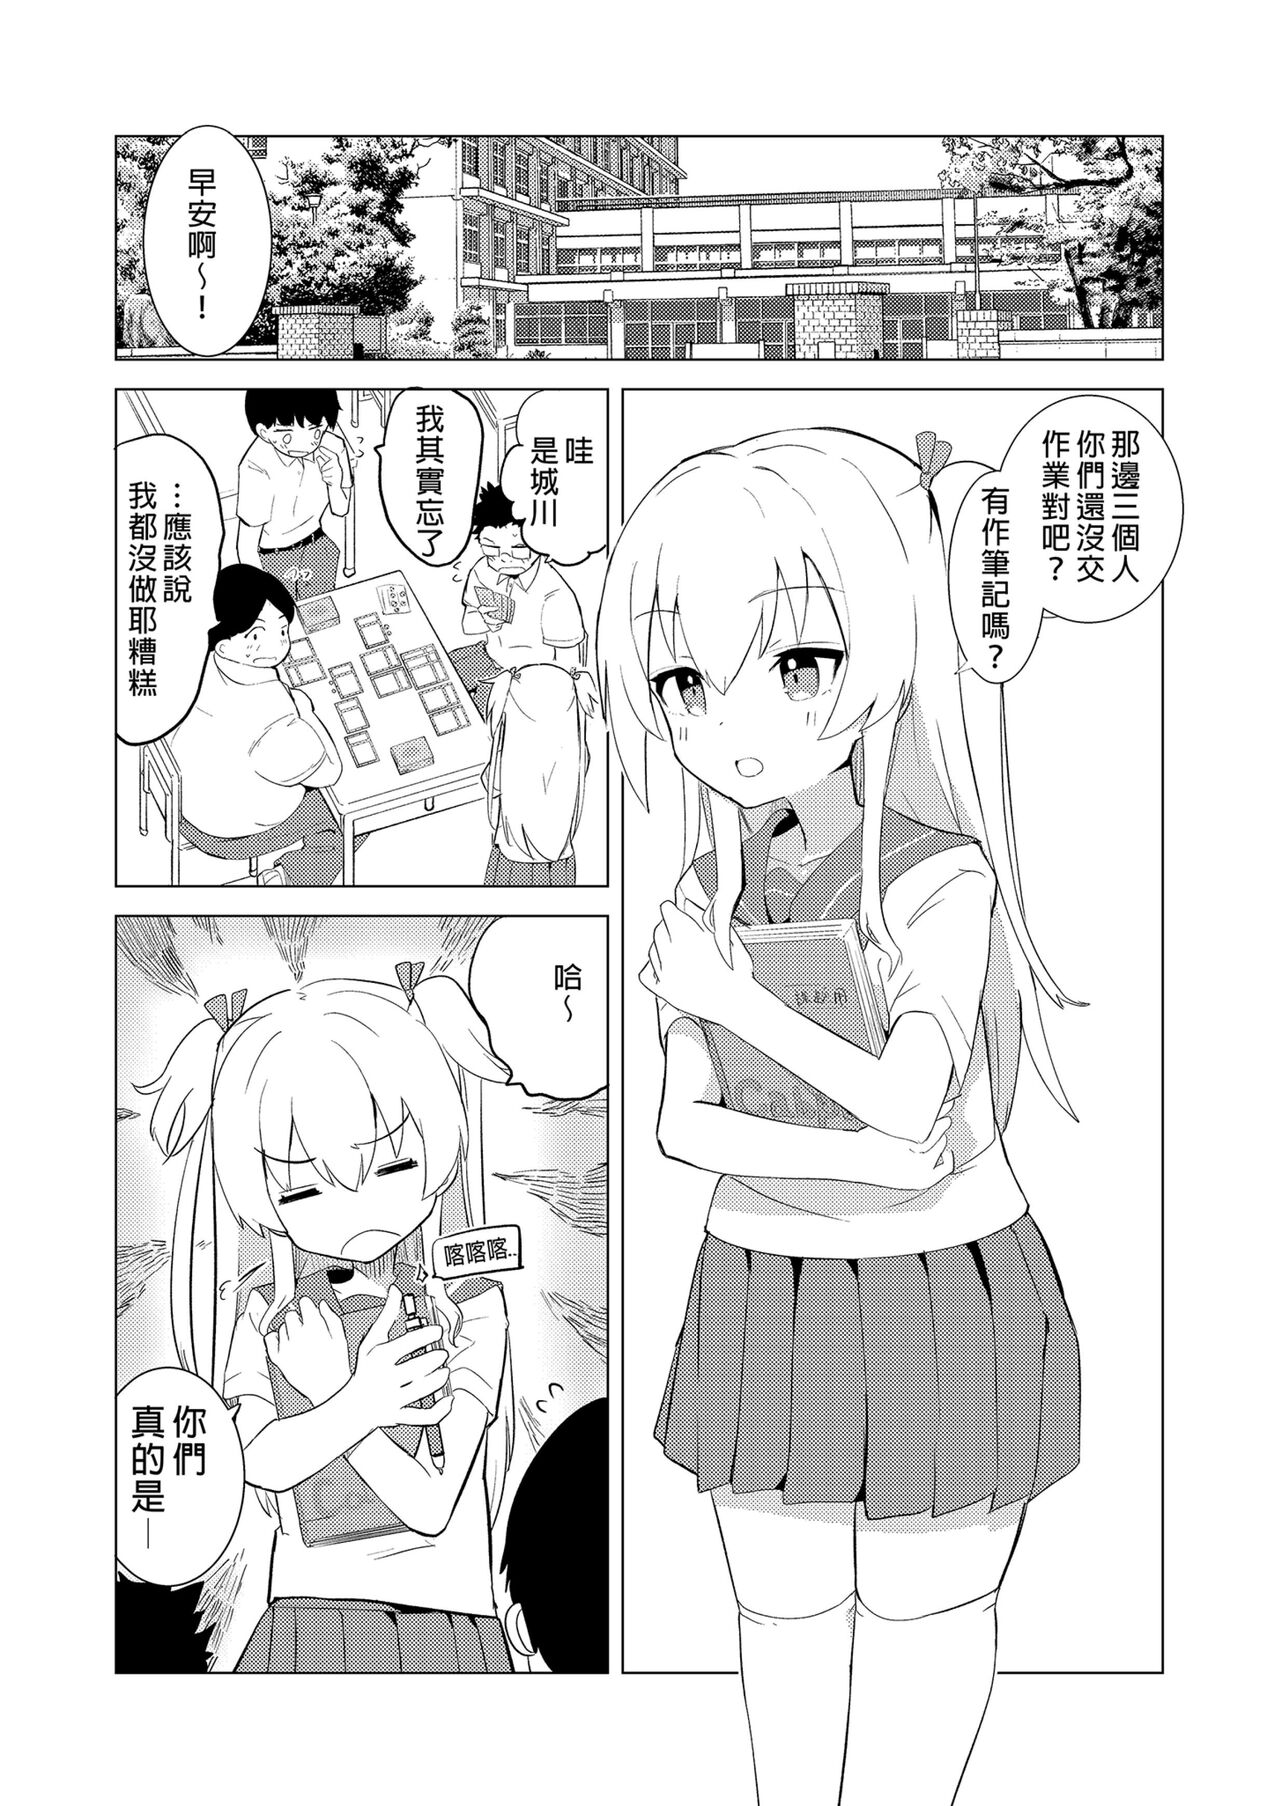 早安啊～！
那邊三個人
你們還沒交
作業對吧？
有作筆記嗎？
哇
是城川
我其實忘了
…應該說
我都沒做耶糟糕
哈～
喀喀喀‥
你們
真的是—